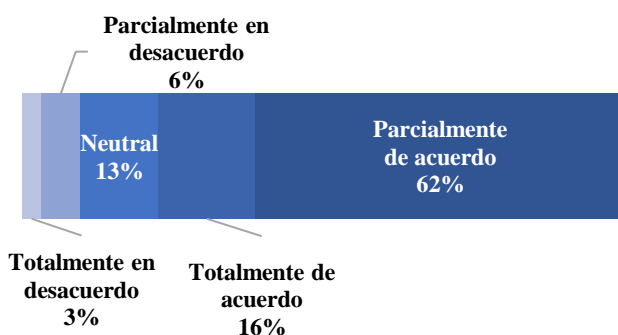 Parcialmente en
desacuerdo
6%
Neutral
13%
Parcialmente
de acuerdo
62%
Totalmente en
desacuerdo
3%
Totalmente de
acuerdo
16%